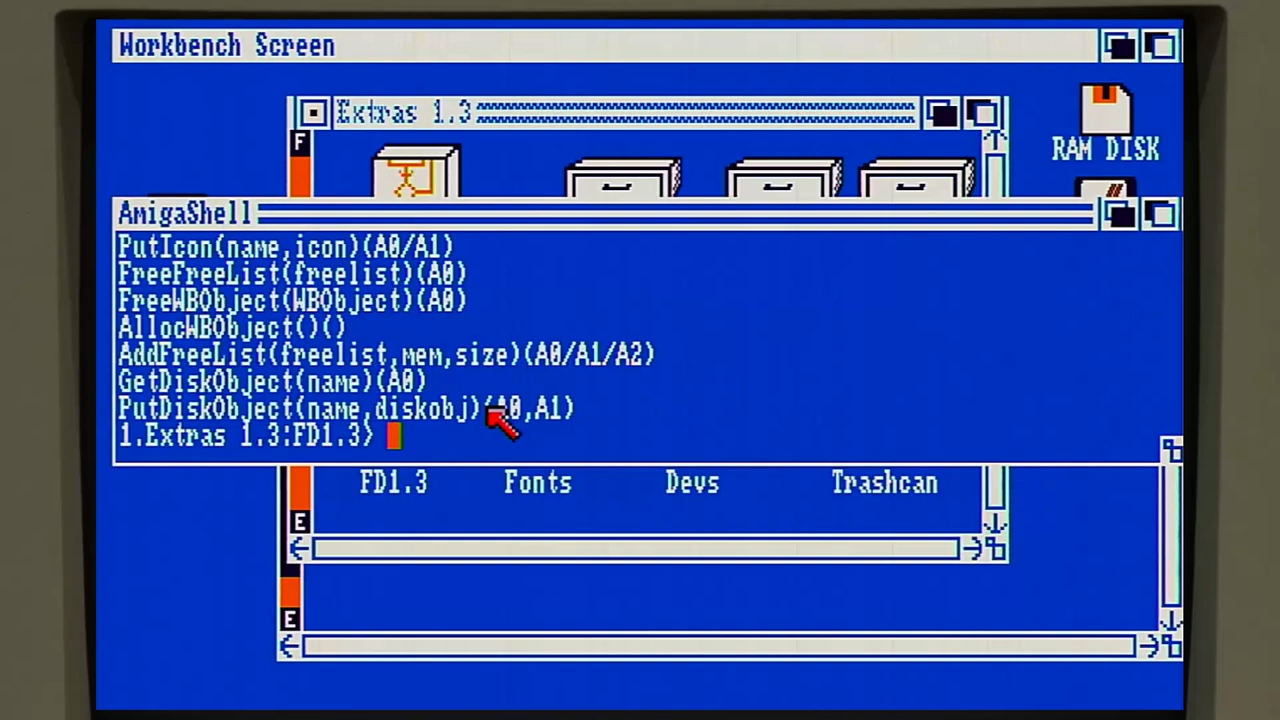 Workbench Screen
Extras 1.3
F
RAM DISK
AmigaShell
PutIcon(name,icon)(A0/A1)
FreeFreeList(freelist)(A0)
FreeWBObject(WBObject)(A0)
AllocWBObject()()
AddFreeList(freelist,mem,size)(A0/A1/A2)
GetDiskObject(name)(A0)
PutDiskObject(name,diskobj)(A0,A1)
1.Extras 1.3:FD1.3>
FD1.3 Fonts Devs Trashcan
E
E